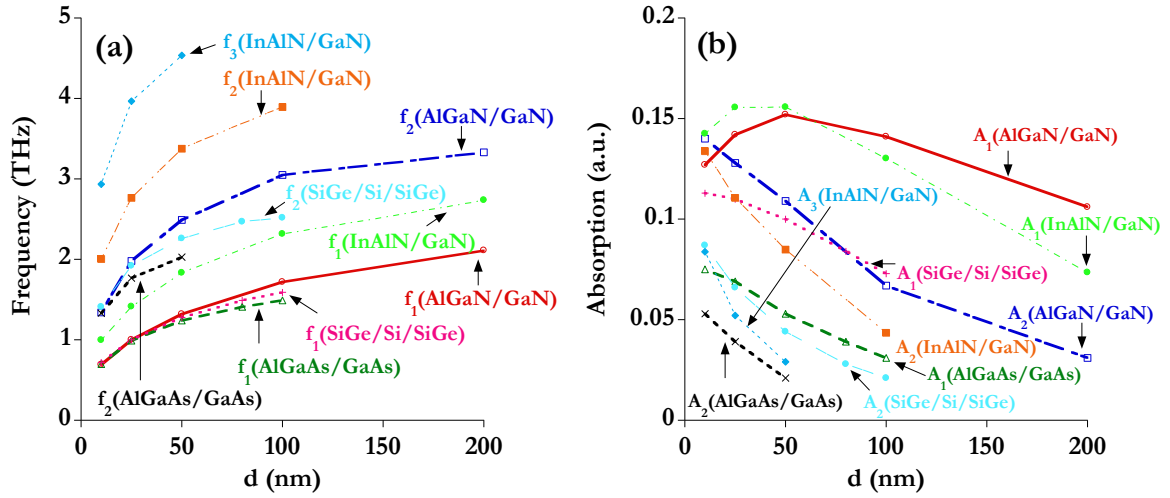 (a)
5
4
3
2
1
0
0
50
100
150
200
Frequency (THz)
d (nm)
f₃(InAlN/GaN)
f₂(InAlN/GaN)
f₂(AlGaN/GaN)
f₂(SiGe/Si/SiGe)
f₁(InAlN/GaN)
f₁(AlGaN/GaN)
f₁(SiGe/Si/SiGe)
f₁(AlGaAs/GaAs)
f₂(AlGaAs/GaAs)
(b)
0.2
0.15
0.1
0.05
0
0
50
100
150
200
Absorption (a.u.)
d (nm)
A₁(AlGaN/GaN)
A₃(InAlN/GaN)
A₁(InAlN/GaN)
A₁(SiGe/Si/SiGe)
A₂(AlGaN/GaN)
A₂(InAlN/GaN)
A₁(AlGaAs/GaAs)
A₂(SiGe/Si/SiGe)
A₂(AlGaAs/GaAs)